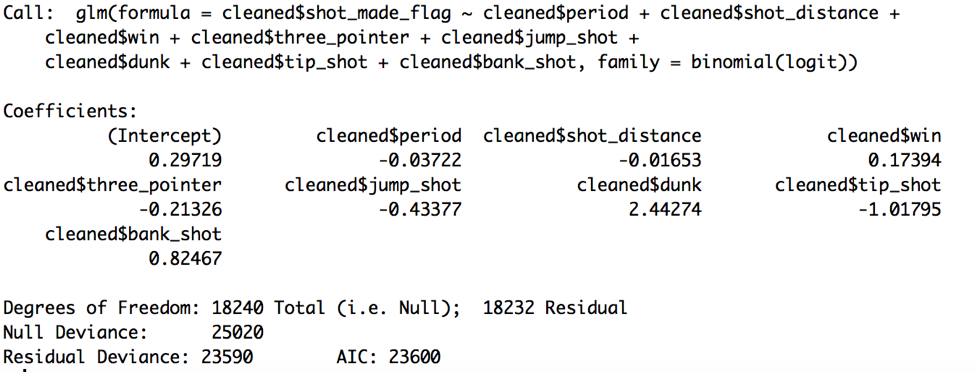 Call:  glm(formula = cleaned$shot_made_flag ~ cleaned$period + cleaned$shot_distance +
    cleaned$win + cleaned$three_pointer + cleaned$jump_shot +
    cleaned$dunk + cleaned$tip_shot + cleaned$bank_shot, family = binomial(logit))

Coefficients:
          (Intercept)         cleaned$period  cleaned$shot_distance            cleaned$win
              0.29719               -0.03722               -0.01653                0.17394
cleaned$three_pointer      cleaned$jump_shot           cleaned$dunk       cleaned$tip_shot
             -0.21326               -0.43377                2.44274               -1.01795
    cleaned$bank_shot
              0.82467

Degrees of Freedom: 18240 Total (i.e. Null);  18232 Residual
Null Deviance:      25020
Residual Deviance: 23590        AIC: 23600